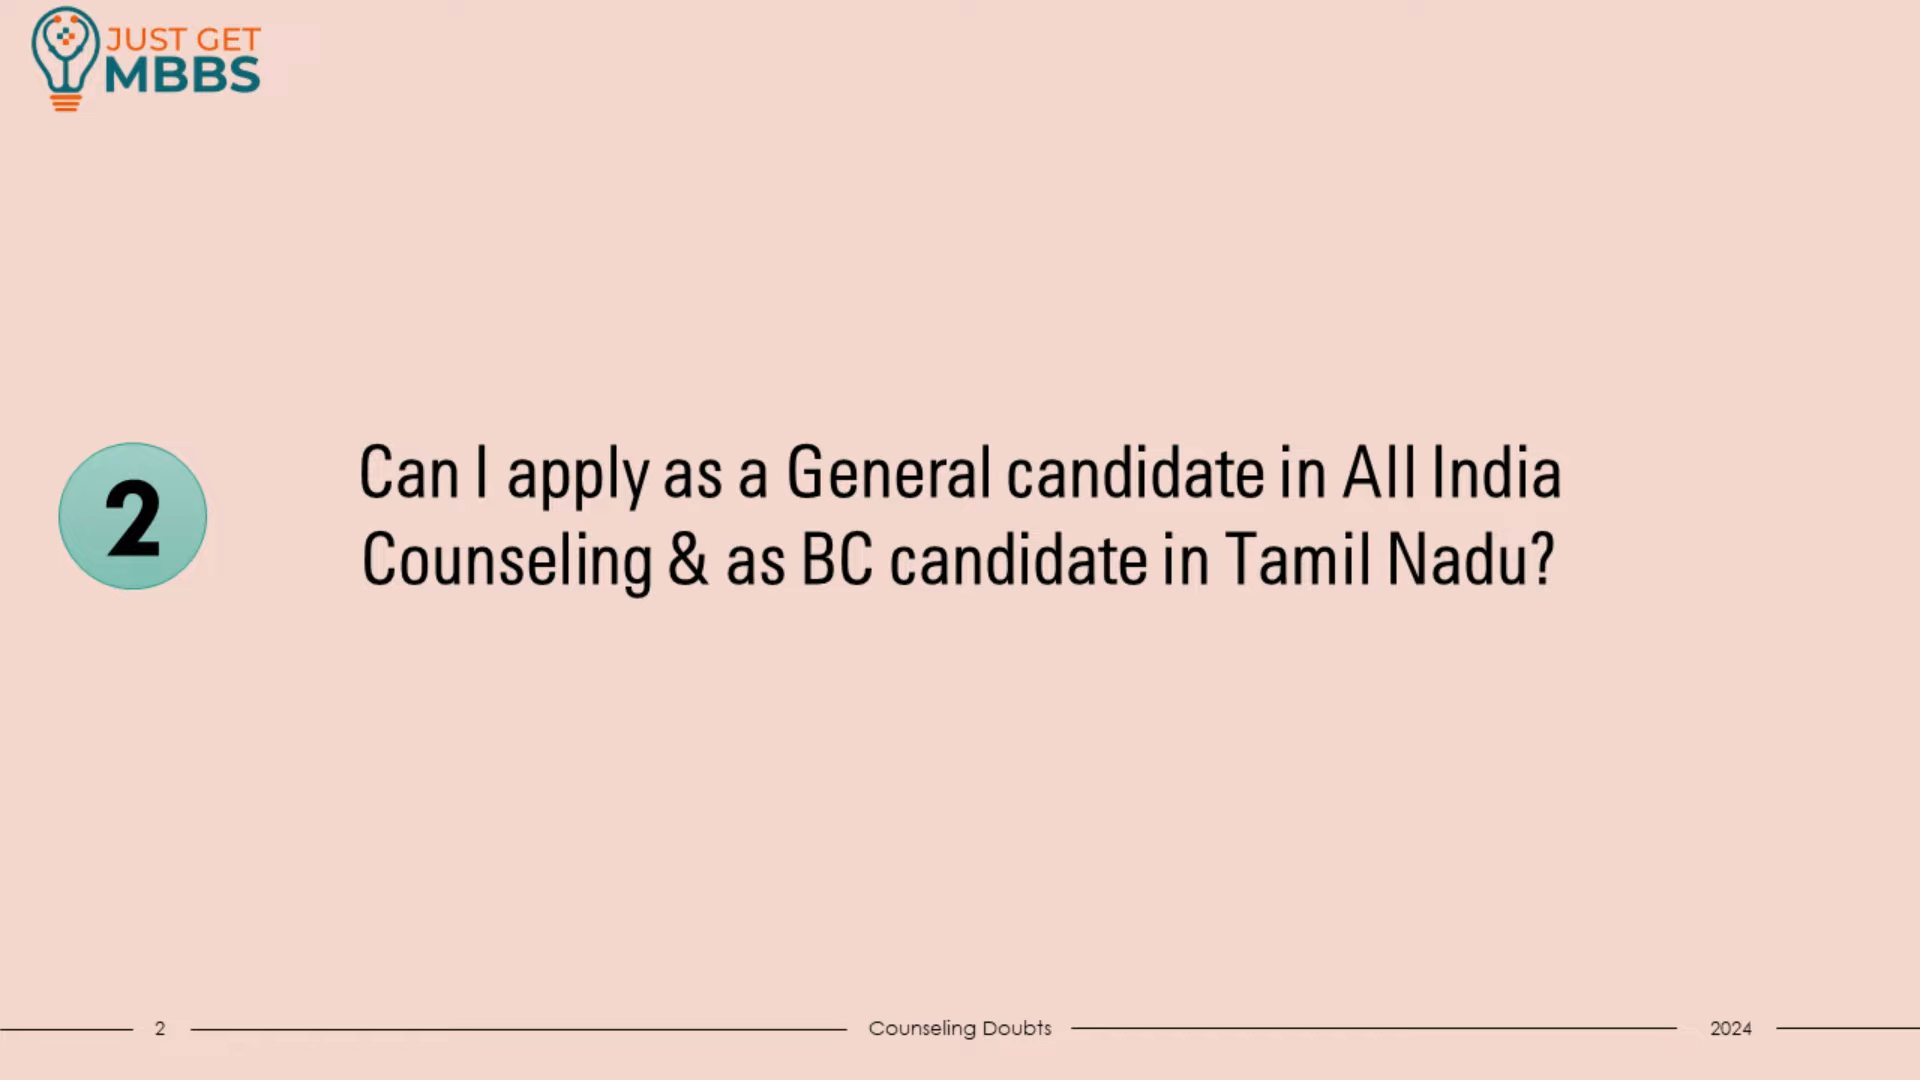 JUST GET
MBBS
2
Can I apply as a General candidate in All India
Counseling & as BC candidate in Tamil Nadu?
2
Counseling Doubts
2024